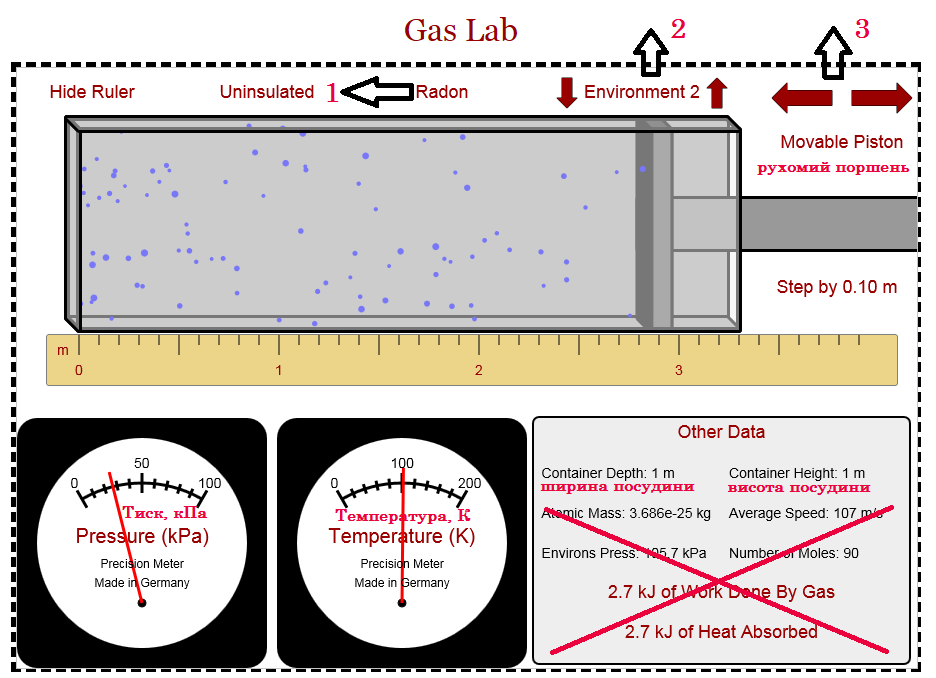 Gas Lab
2
3
Hide Ruler
Uninsulated
1
Radon
Environment 2
Movable Piston
рухомий поршень
Step by 0.10 m
m
0
1
2
3
0
50
100
Тиск, кПа
Pressure (kPa)
Precision Meter
Made in Germany
0
100
200
Температура, К
Temperature (K)
Precision Meter
Made in Germany
Other Data
Container Depth: 1 m
Container Height: 1 m
ширина посудини
висота посудини
Atomic Mass: 3.686e-25 kg
Average Speed: 107 m/s
Environs Press: 105.7 kPa
Number of Moles: 90
2.7 kJ of Work Done By Gas
2.7 kJ of Heat Absorbed